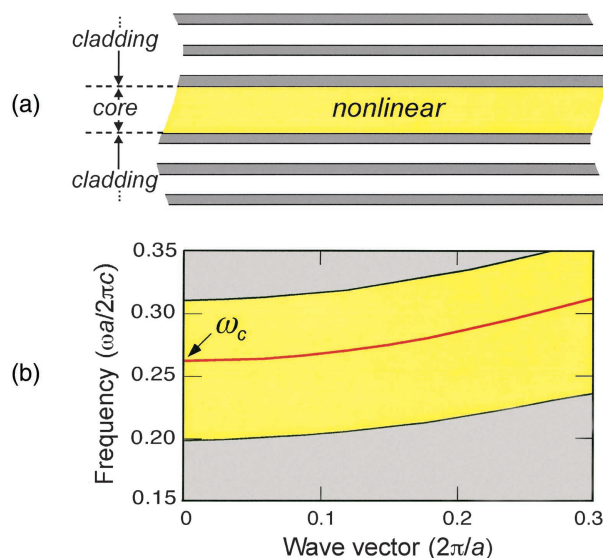 cladding
(a)
core
nonlinear
cladding
(b)
Frequency (ωa/2πc)
0.35
0.30
0.25
0.20
0.15
ω_c
0 0.1 0.2 0.3
Wave vector (2π/a)